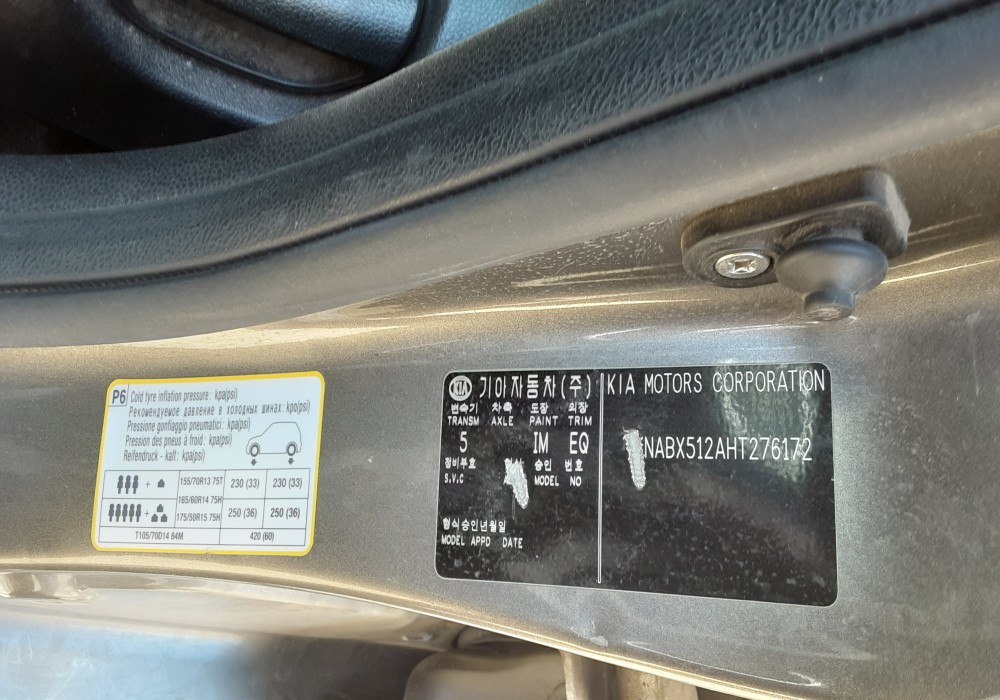 P6 Cold tyre inflation pressure : kpa(psi)
Рекомендуемое давление в холодных шинах: kpa(psi)
Pressione gonfiaggio pneumatici : kpa(psi)
Pression des pneus à froid : kpa(psi)
Reifendruck - kalt : kpa(psi)
155/70R13 75T 230 (33) 230 (33)
165/60R14 75H
175/50R15 75H 250 (36) 250 (36)
T105/70D14 84M 420 (60)
KIA 기아자동차(주)
변속기 차축 도장 의장
TRANSM AXLE PAINT TRIM
5 IM EQ
정비부호 승인 번호
S.V.C MODEL NO
형식승인년월일
MODEL APPD DATE
KIA MOTORS CORPORATION
NABX512AHT276172